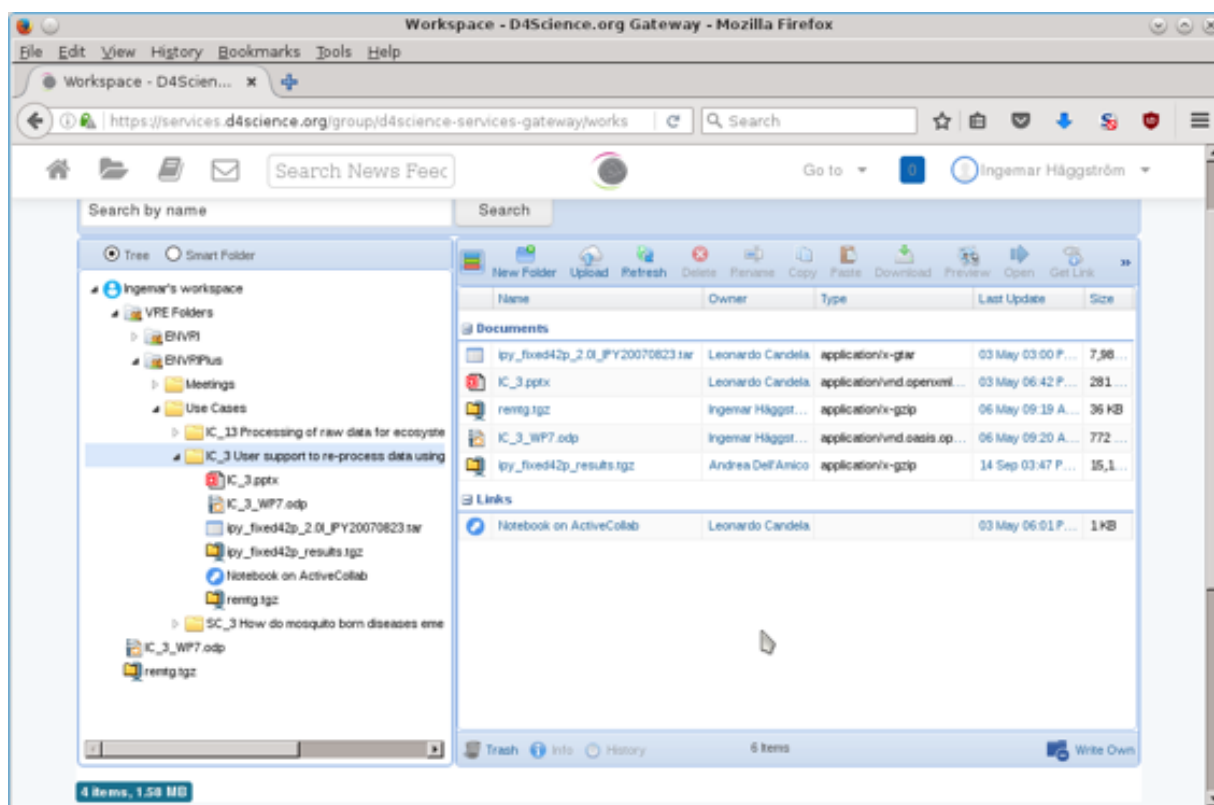 Workspace - D4Science.org Gateway - Mozilla Firefox
File Edit View History Bookmarks Tools Help
Workspace - D4Scien...
https://services.d4science.org/group/d4science-services-gateway/works Search
Search News Feec Go to 0 Ingemar Häggström
Search by name Search
Tree Smart Folder
New Folder Upload Refresh Delete Rename Copy Paste Download Preview Open Get Link »
Name Owner Type Last Update Size
Ingemar's workspace
VRE Folders
ENVRI
ENVRIPlus
Meetings
Use Cases
IC_13 Processing of raw data for ecosyste
IC_3 User support to re-process data using
IC_3.pptx
IC_3_WP7.odp
ipy_fixed42p_2.0l_IPY20070823.tar
ipy_fixed42p_results.tgz
Notebook on ActiveCollab
remtg.tgz
SC_3 How do mosquito born diseases eme
IC_3_WP7.odp
remtg.tgz
Documents
ipy_fixed42p_2.0l_IPY20070823.tar Leonardo Candela application/x-gtar 03 May 03:00 P... 7,98...
IC_3.pptx Leonardo Candela application/vnd.openxml... 03 May 06:42 P... 281...
remtg.tgz Ingemar Häggst... application/x-gzip 06 May 09:19 A... 36 KB
IC_3_WP7.odp Ingemar Häggst... application/vnd.oasis.op... 06 May 09:20 A... 772...
ipy_fixed42p_results.tgz Andrea Dell'Amico application/x-gzip 14 Sep 03:47 P... 15,1...
Links
Notebook on ActiveCollab Leonardo Candela 03 May 06:01 P... 1 KB
Trash Info History 6 items Write Own
4 items, 1.58 MB